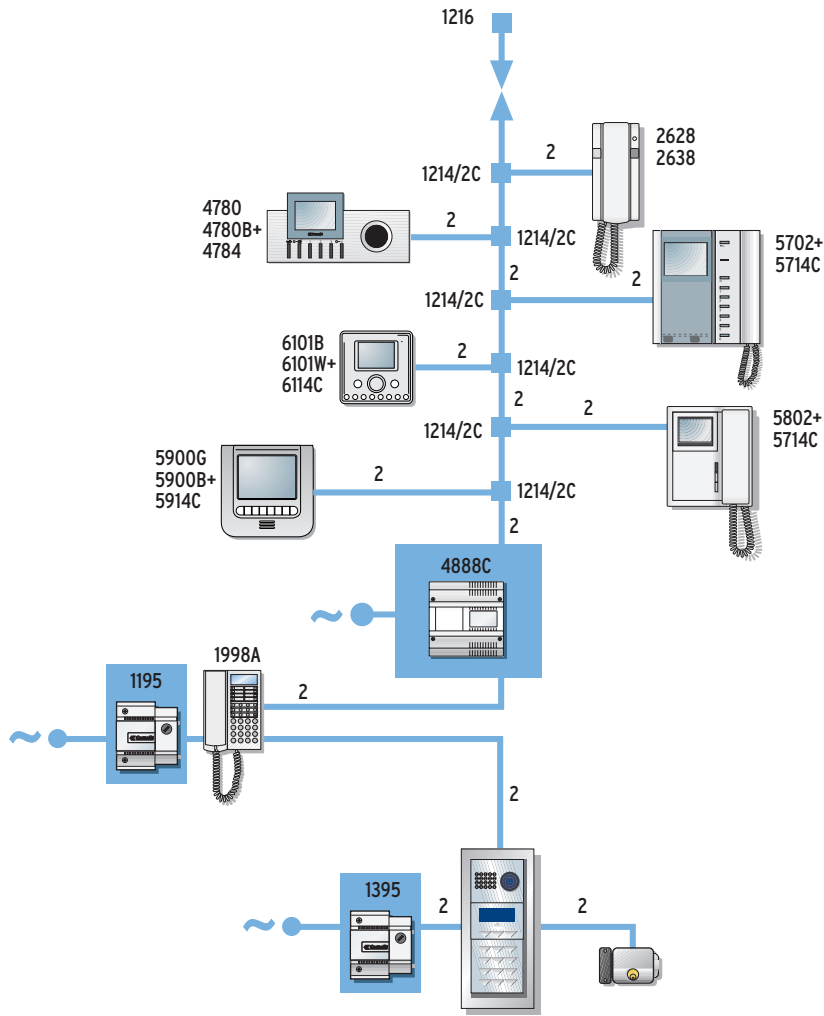 1216
2
2628
2638
1214/2C
4780
4780B+
4784
2
1214/2C
5702+
5714C
2
2
1214/2C
6101B
6101W+
6114C
2
1214/2C
2
2
5802+
5714C
1214/2C
5900G
5900B+
5914C
2
1214/2C
2
4888C
~
1998A
1195
2
~
2
1395
2
2
~